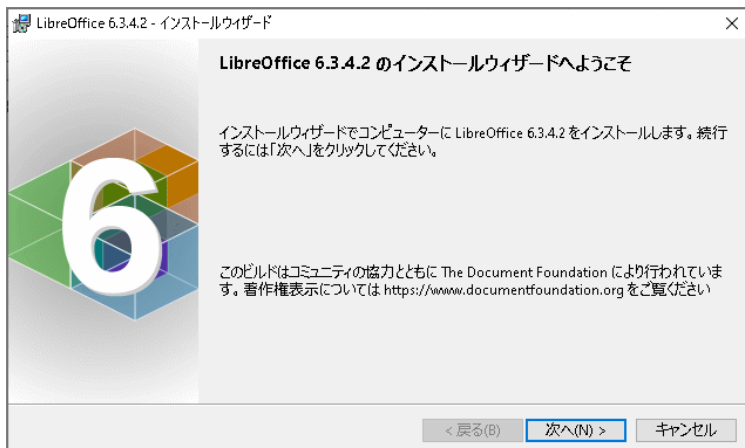 LibreOffice 6.3.4.2 - インストールウィザード
LibreOffice 6.3.4.2 のインストールウィザードへようこそ
インストールウィザードでコンピューターに LibreOffice 6.3.4.2 をインストールします。続行
するには「次へ」をクリックしてください。
6
このビルドはコミュニティの協力とともに The Document Foundation により行われていま
す。著作権表示については https://www.documentfoundation.org をご覧ください
< 戻る(B) 次へ(N) > キャンセル